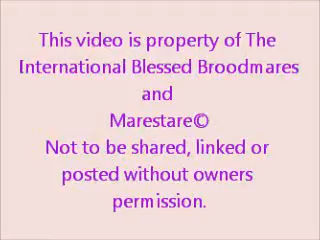 This video is property of The
International Blessed Broodmares
and
Marestare©
Not to be shared, linked or
posted without owners
permission.